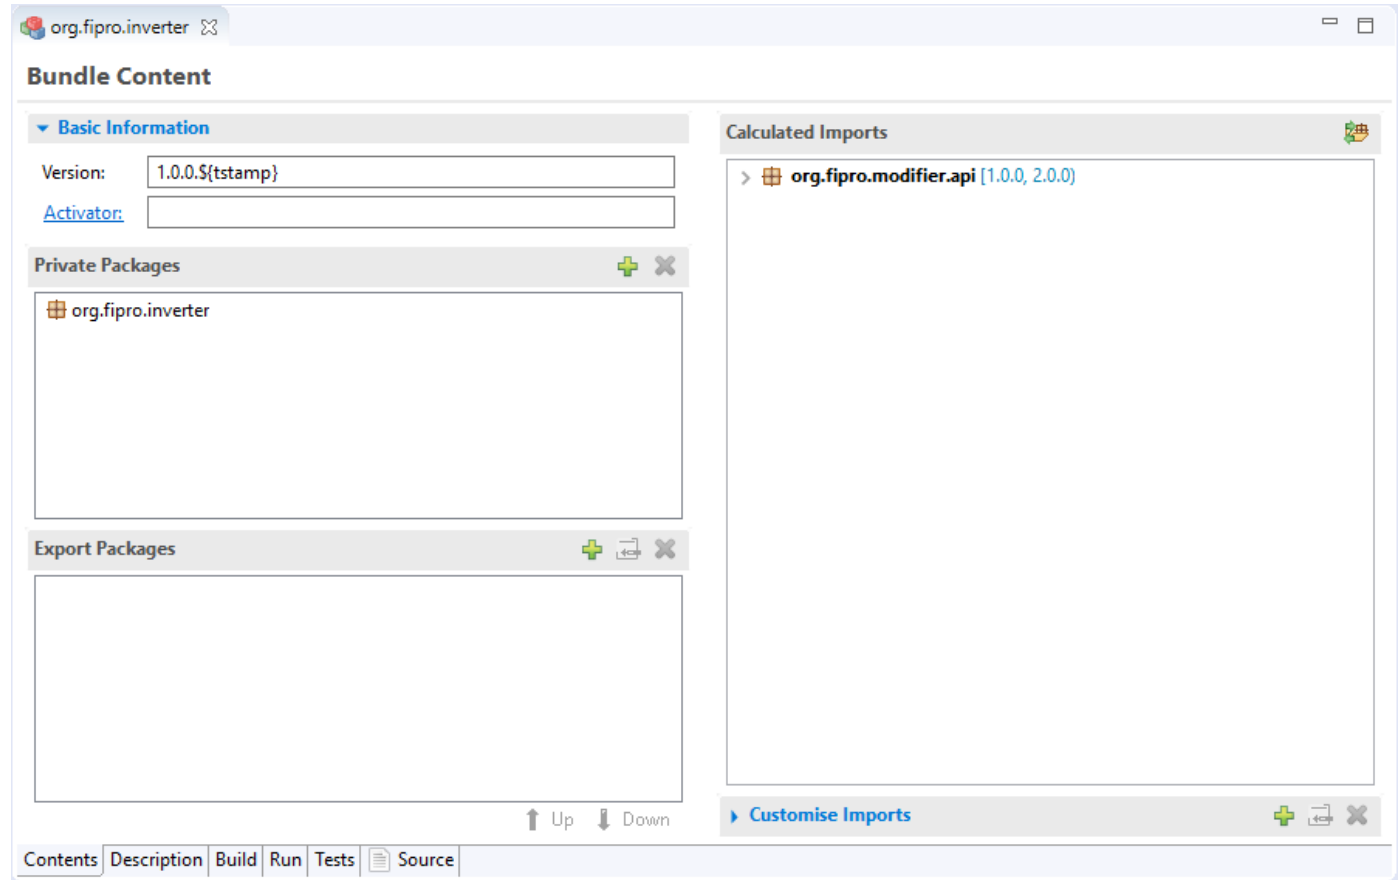 org.fipro.inverter
Bundle Content
Basic Information
Version: 1.0.0.${tstamp}
Activator:
Private Packages
org.fipro.inverter
Export Packages
Up Down
Calculated Imports
org.fipro.modifier.api [1.0.0, 2.0.0)
Customise Imports
Contents Description Build Run Tests Source